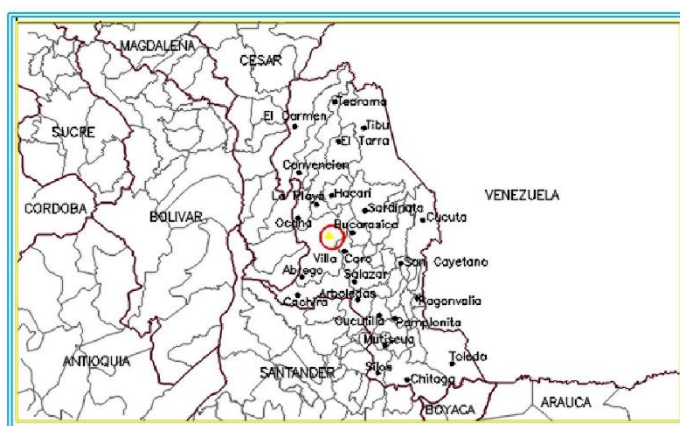 MAGDALENA
CESAR
Teorama
El Carmen
Tibu
SUCRE
El Tarra
Convencion
La Playa
Hacari
VENEZUELA
CORDOBA
BOLIVAR
Sardinata
Cucuta
Ocaña
Bucarasica
Villa
Caro
San Cayetano
Abrego
Salazar
Cachira
Arboledas
Ragonvalia
Cucutilla
Pamplonita
Mutiscua
ANTIOQUIA
Toledo
SANTANDER
Silos
Chitaga
BOYACA
ARAUCA